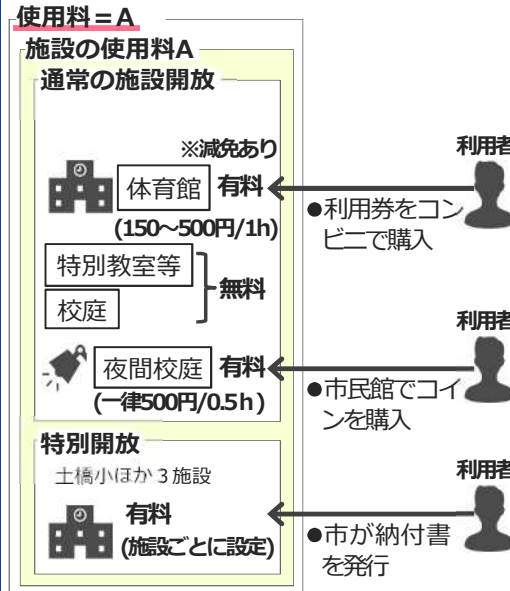 使用料＝A
施設の使用料A
通常の施設開放
※減免あり
利用者
体育館
有料
(150～500円/1h)
●利用券をコン
ビニで購入
特別教室等
校庭
無料
利用者
夜間校庭
有料
(一律500円/0.5h)
●市民館でコイ
ンを購入
特別開放
土橋小ほか３施設
利用者
有料
(施設ごとに設定)
●市が納付書
を発行